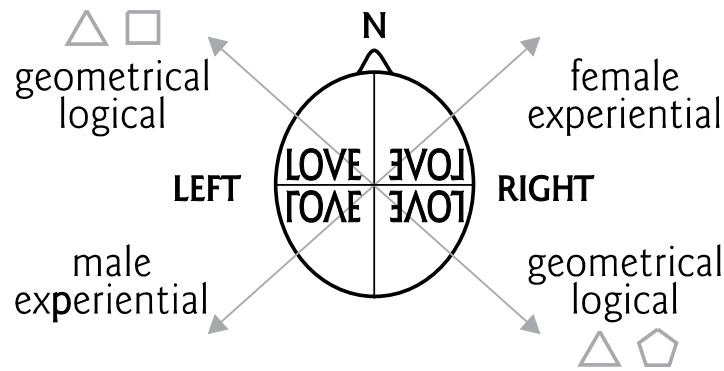 N
geometrical
logical
female
experiential
LOVE LOVE
LEFT
RIGHT
LOVE LOVE
male
experiential
geometrical
logical